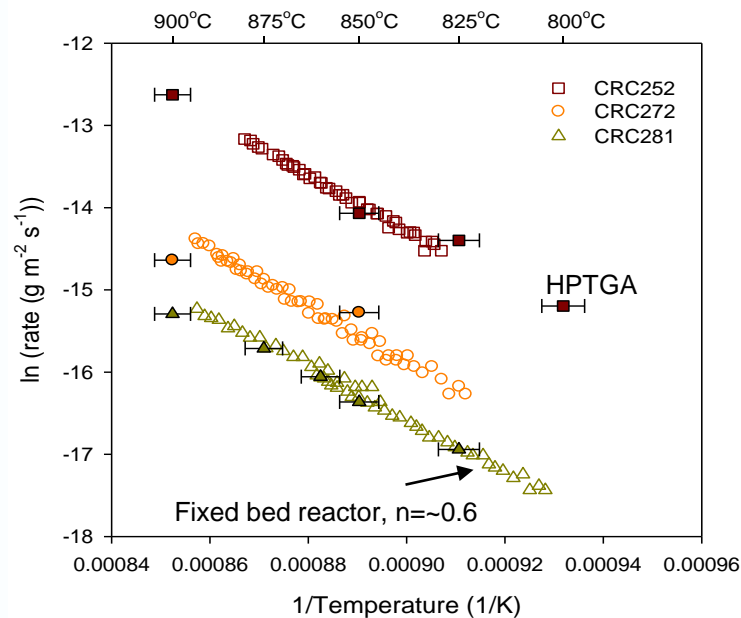 900°C 875°C 850°C 825°C 800°C
-12
CRC252
CRC272
CRC281
-13
-14
-15
HPTGA
-16
-17
Fixed bed reactor, n=~0.6
-18
0.00084 0.00086 0.00088 0.00090 0.00092 0.00094 0.00096
1/Temperature (1/K)
ln (rate (g m⁻² s⁻¹)